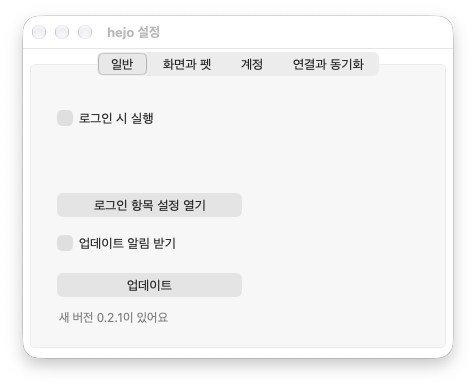 hejo 설정
일반 화면과 펫 계정 연결과 동기화
로그인 시 실행
로그인 항목 설정 열기
업데이트 알림 받기
업데이트
새 버전 0.2.1이 있어요